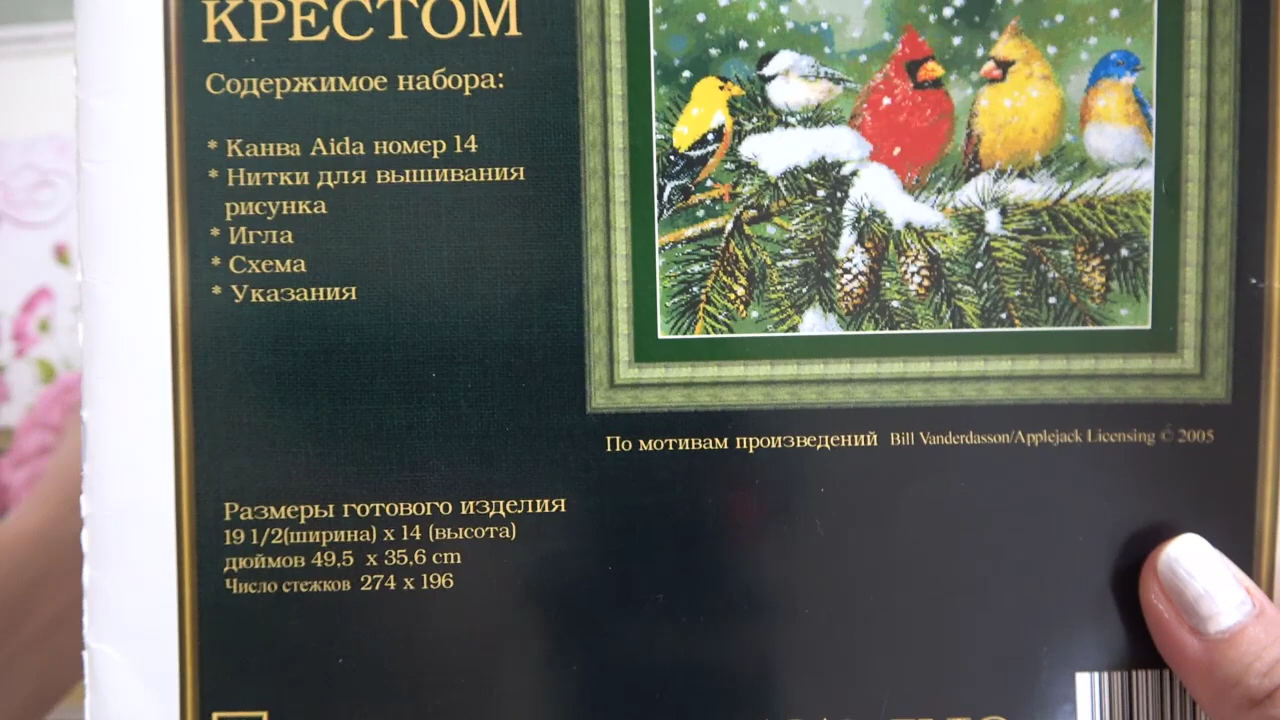 КРЕСТОМ
Содержимое набора:
* Канва Aida номер 14
* Нитки для вышивания
рисунка
* Игла
* Схема
* Указания
По мотивам произведений Bill Vanderdasson/Applejack Licensing © 2005
Размеры готового изделия
19 1/2(ширина) x 14 (высота)
дюймов 49,5 x 35,6 cm
Число стежков 274 x 196